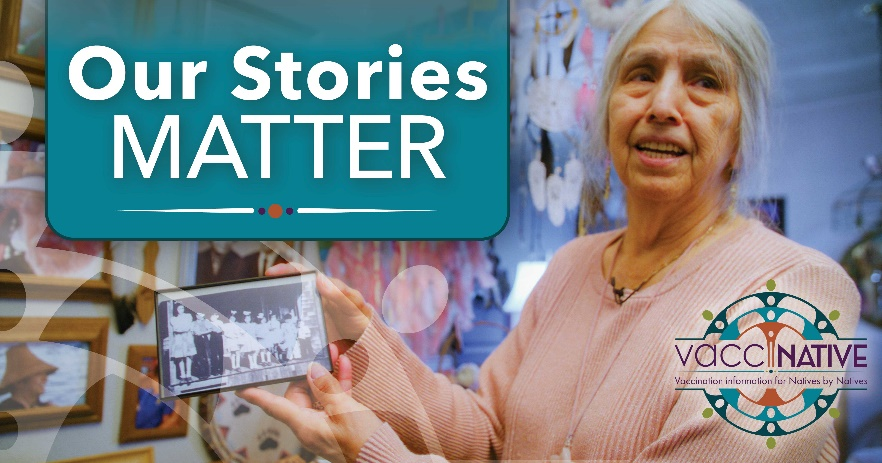 Our Stories
MATTER
vaccINATIVE
Vaccination information for Natives by Natives